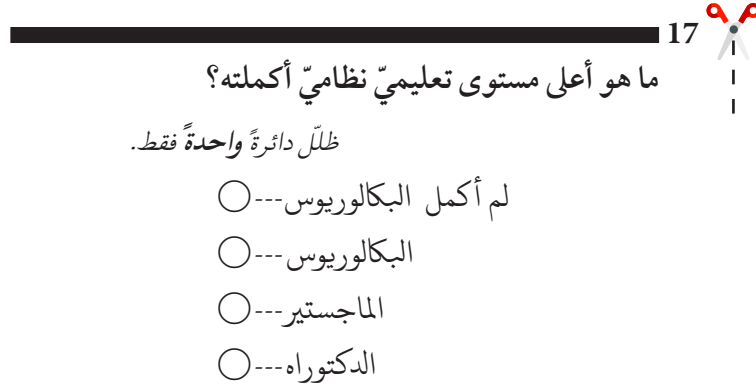 17
ما هو أعلى مستوى تعليميّ نظاميّ أكملته؟
ظلّل دائرةً واحدةً فقط.
لم أكمل البكالوريوس---
البكالوريوس---
الماجستير---
الدكتوراه---